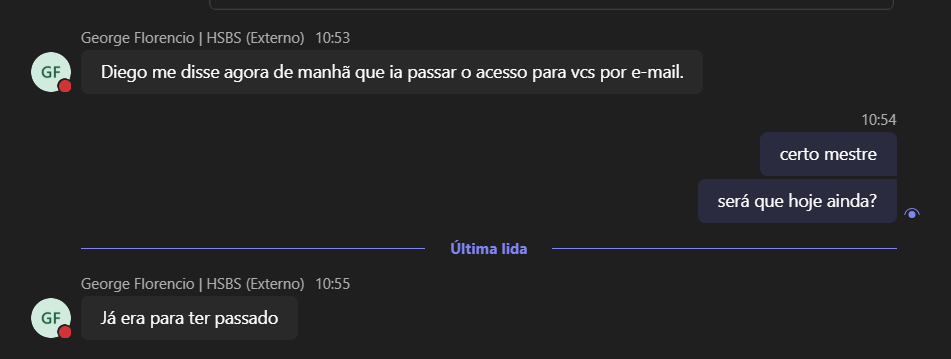 George Florencio | HSBS (Externo) 10:53
GF
Diego me disse agora de manhã que ia passar o acesso para vcs por e-mail.
10:54
certo mestre
será que hoje ainda?
Última lida
George Florencio | HSBS (Externo) 10:55
GF
Já era para ter passado